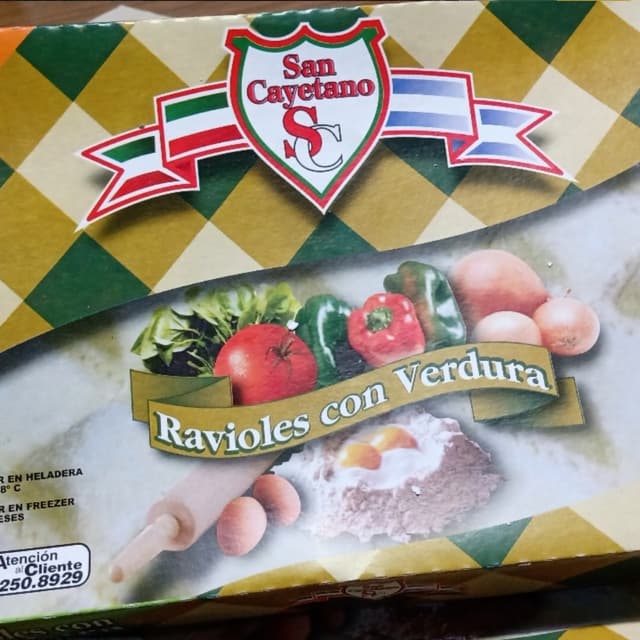 San
Cayetano
SC
Ravioles con Verdura
R EN HELADERA
8° C
R EN FREEZER
ESES
Atención
al Cliente
250.8929